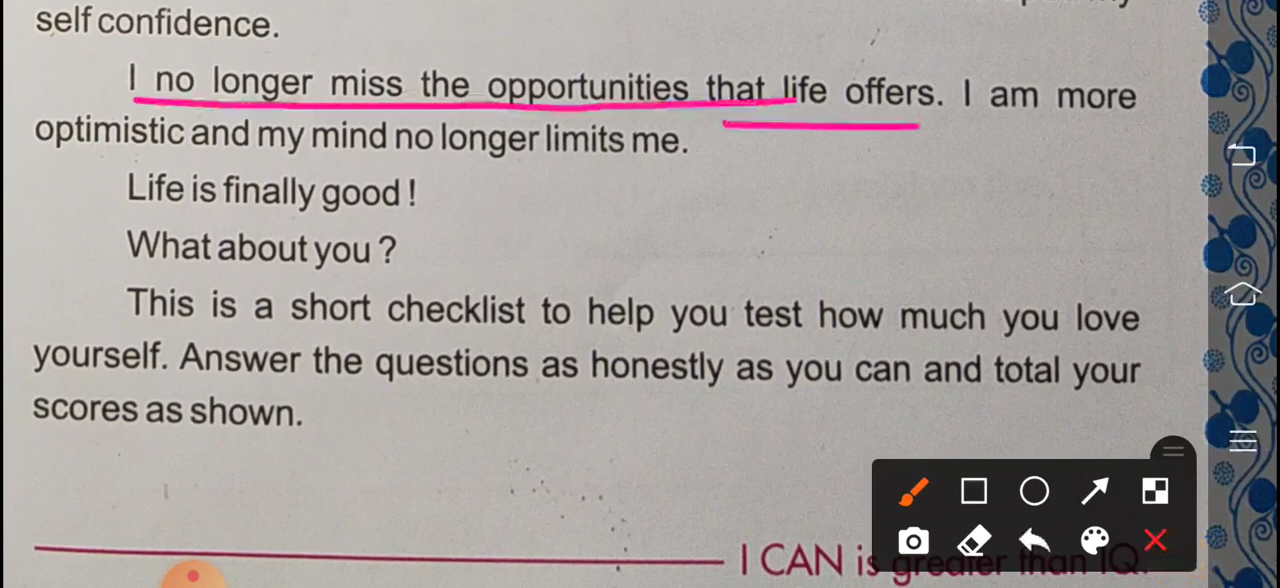 self confidence.
I no longer miss the opportunities that life offers. I am more
optimistic and my mind no longer limits me.
Life is finally good !
What about you ?
This is a short checklist to help you test how much you love
yourself. Answer the questions as honestly as you can and total your
scores as shown.
I CAN is greater than IQ.